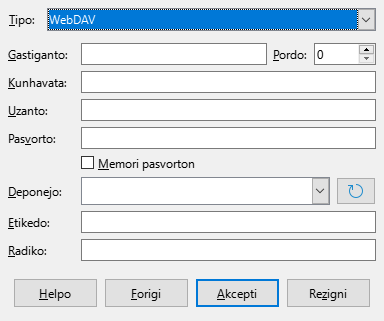 Tipo: WebDAV
Gastiganto: Pordo: 0
Kunhavata:
Uzanto:
Pasvorto:
Memori pasvorton
Deponejo:
Etikedo:
Radiko:
Helpo Forigi Akcepti Rezigni